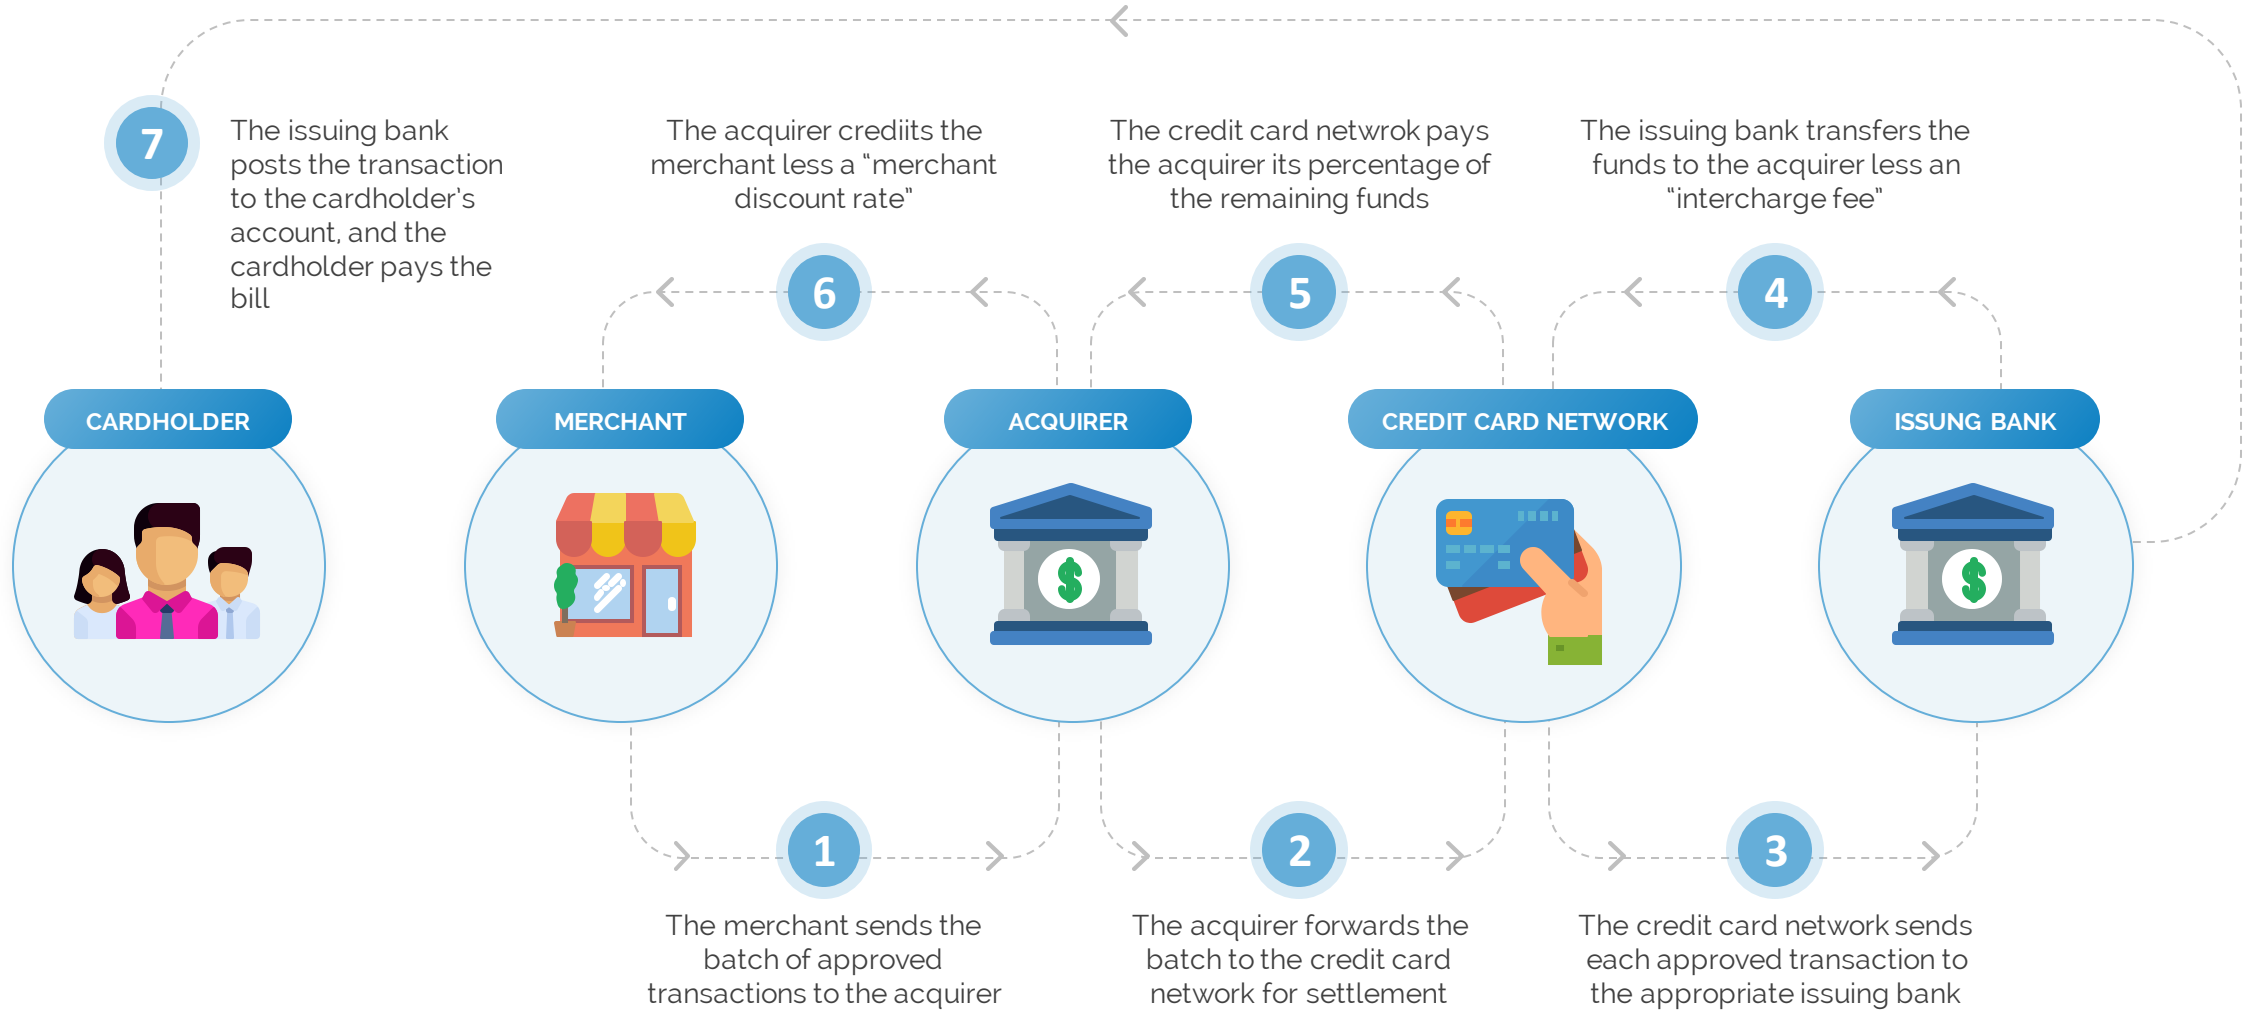 7
The issuing bank
posts the transaction
to the cardholder's
account, and the
cardholder pays the
bill
The acquirer crediits the
merchant less a “merchant
discount rate”
The credit card netwrok pays
the acquirer its percentage of
the remaining funds
The issuing bank transfers the
funds to the acquirer less an
“intercharge fee”
6
5
4
CARDHOLDER
MERCHANT
ACQUIRER
CREDIT CARD NETWORK
ISSUNG BANK
1
2
3
The merchant sends the
batch of approved
transactions to the acquirer
The acquirer forwards the
batch to the credit card
network for settlement
The credit card network sends
each approved transaction to
the appropriate issuing bank